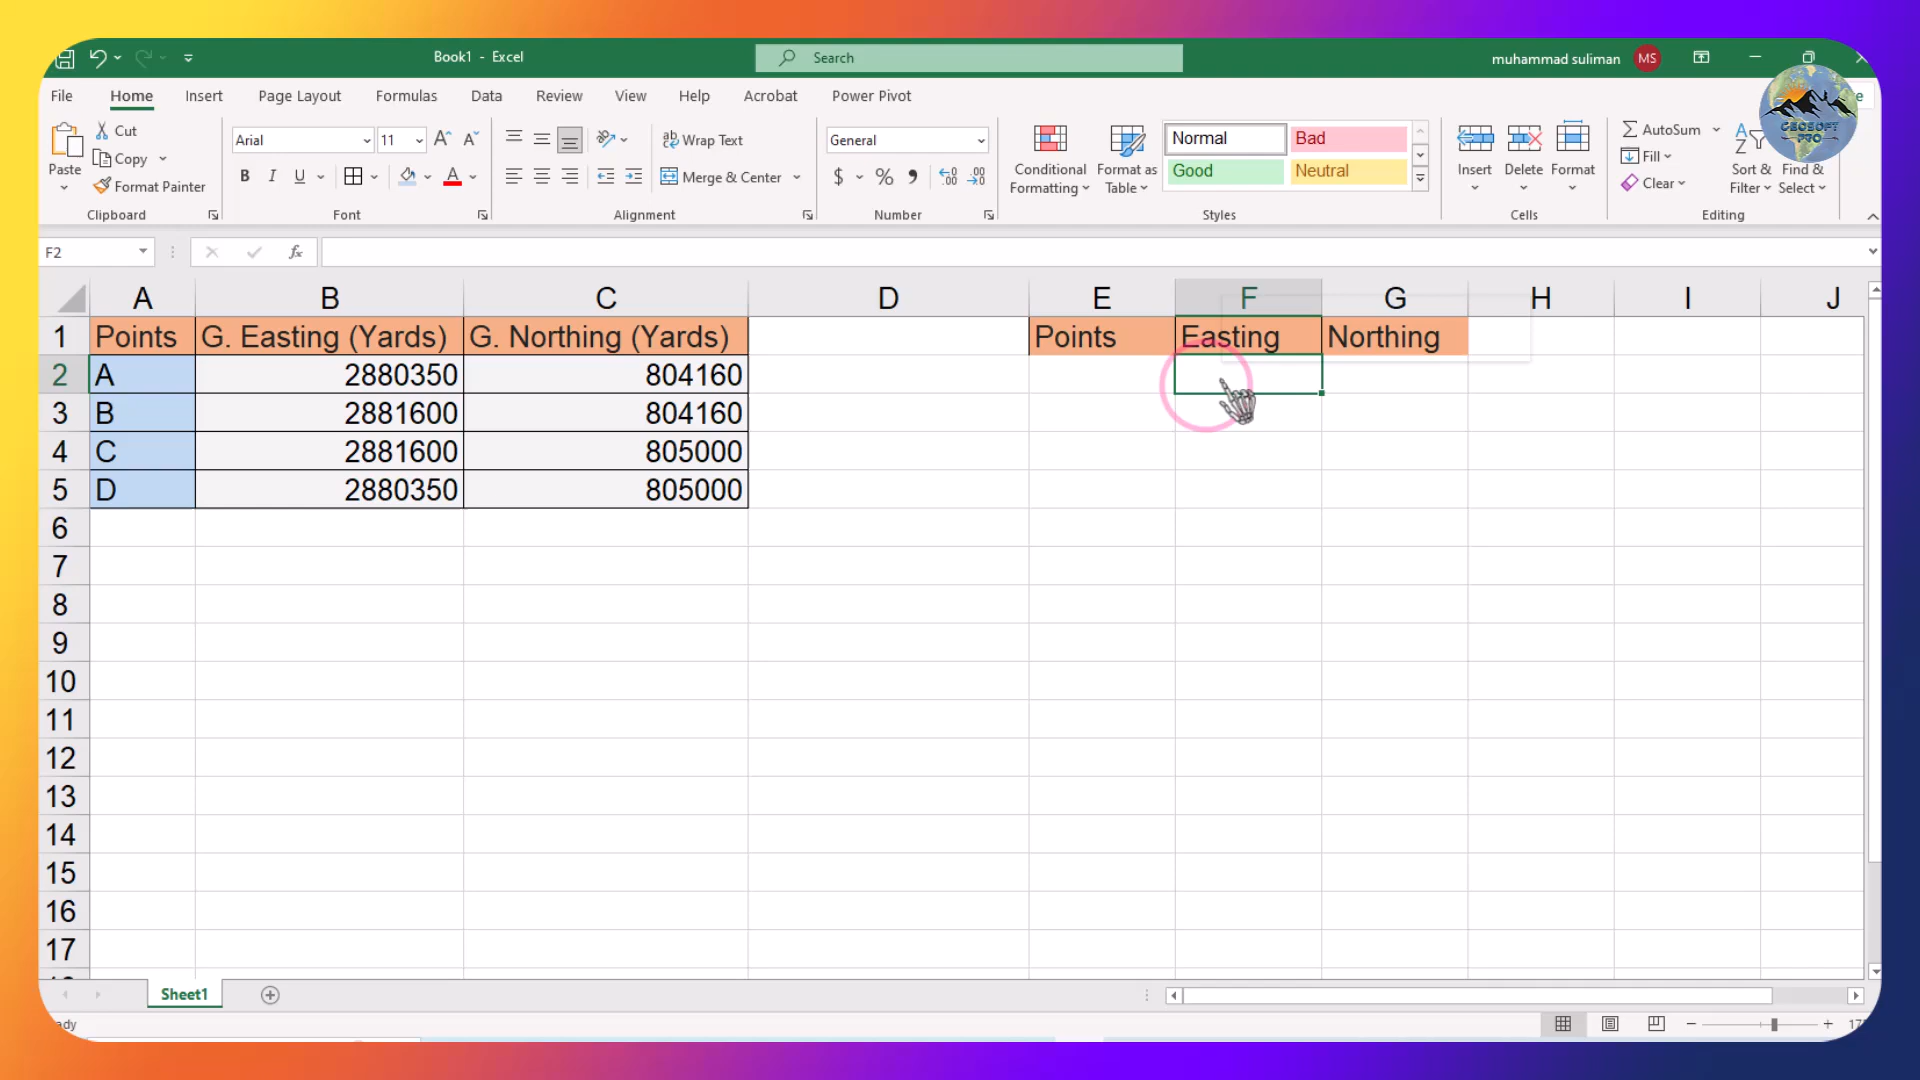 Book1 - Excel
Search
muhammad suliman
MS
File Home Insert Page Layout Formulas Data Review View Help Acrobat Power Pivot
GEOSOFT
PRO
Paste
Cut
Copy
Format Painter
Clipboard
Arial 11
B I U A
Font
Wrap Text
Merge & Center
Alignment
General
$ %
Number
Conditional
Formatting
Format as
Table
Normal Bad
Good Neutral
Styles
Insert Delete Format
Cells
AutoSum
Fill
Clear
Sort &
Filter
Find &
Select
Editing
F2
fx
A B C D E F G H I J
1 Points G. Easting (Yards) G. Northing (Yards) Points Easting Northing
2 A 2880350 804160
3 B 2881600 804160
4 C 2881600 805000
5 D 2880350 805000
6
7
8
9
10
11
12
13
14
15
16
17
Sheet1